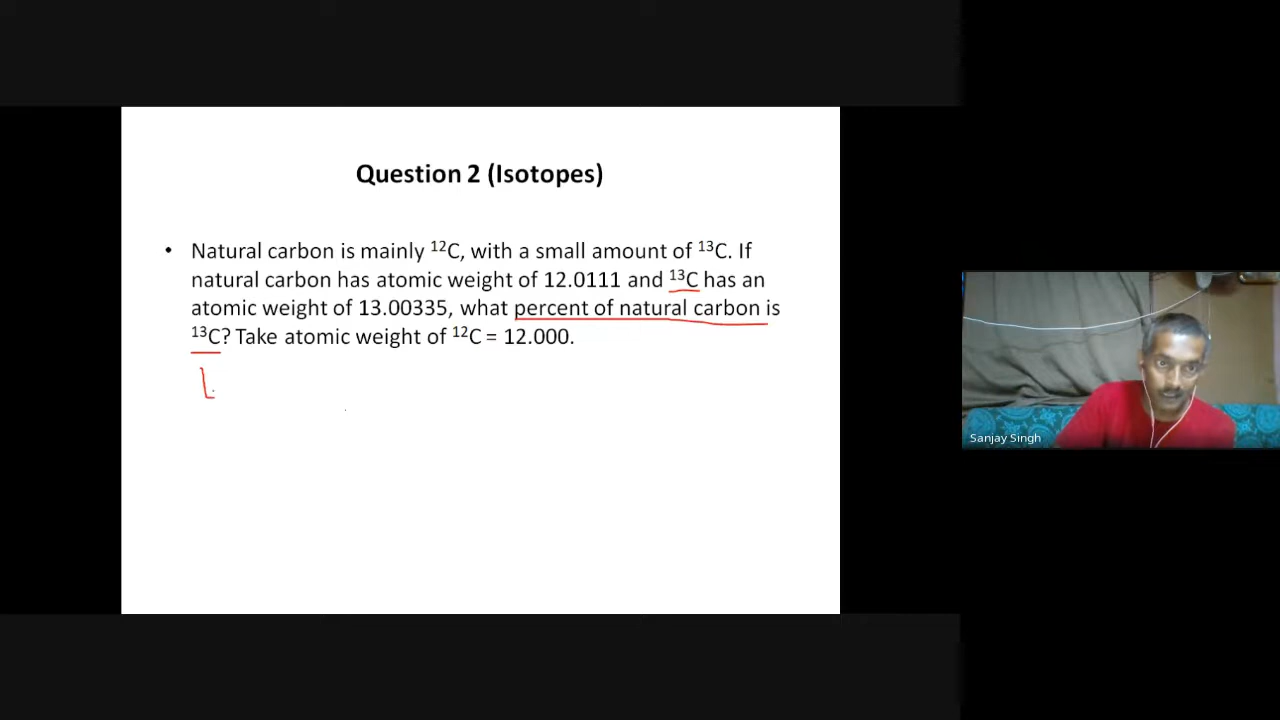 Question 2 (Isotopes)
• Natural carbon is mainly ¹²C, with a small amount of ¹³C. If
natural carbon has atomic weight of 12.0111 and ¹³C has an
atomic weight of 13.00335, what percent of natural carbon is
¹³C? Take atomic weight of ¹²C = 12.000.
Sanjay Singh